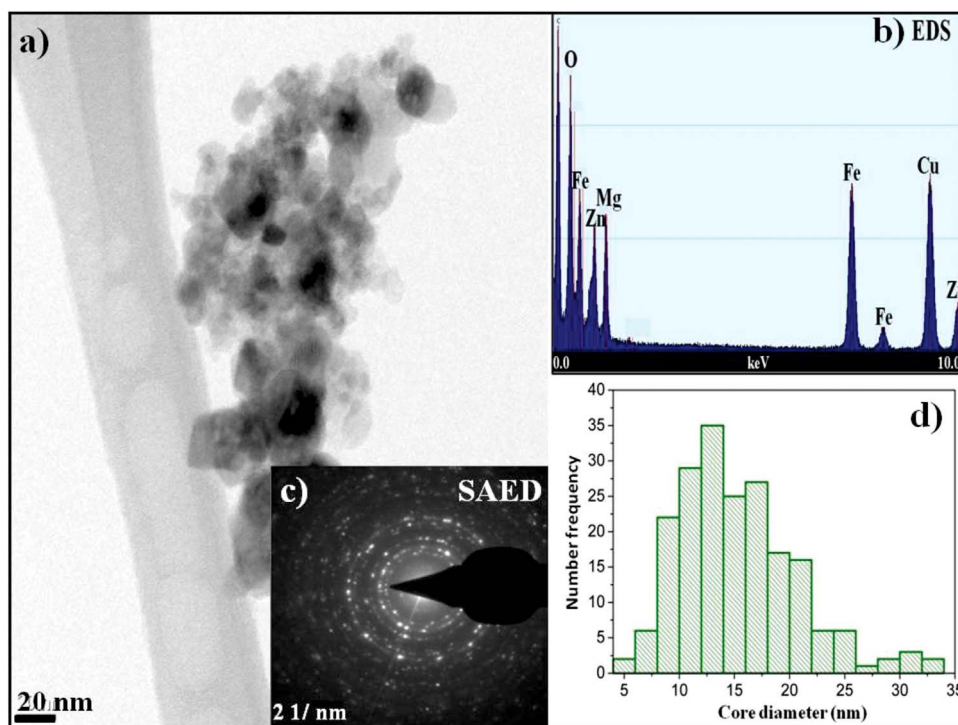 a)
20 nm
b) EDS
C
O
Fe
Zn
Mg
Fe
Fe
Cu
Z
0.0
keV
10.0
c)
SAED
2 1/ nm
d)
40
35
30
25
20
15
10
5
0
Number frequency
5
10
15
20
25
30
35
Core diameter (nm)